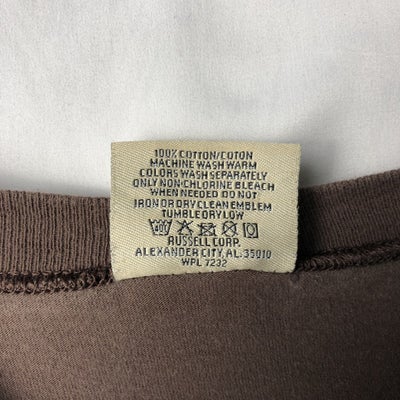 100% COTTON/COTON
MACHINE WASH WARM
COLORS WASH SEPARATELY
ONLY NON-CHLORINE BLEACH
WHEN NEEDED DO NOT
IRON OR DRY CLEAN EMBLEM
TUMBLE DRY LOW
RUSSELL CORP.
ALEXANDER CITY, AL. 35010
WPL 7232